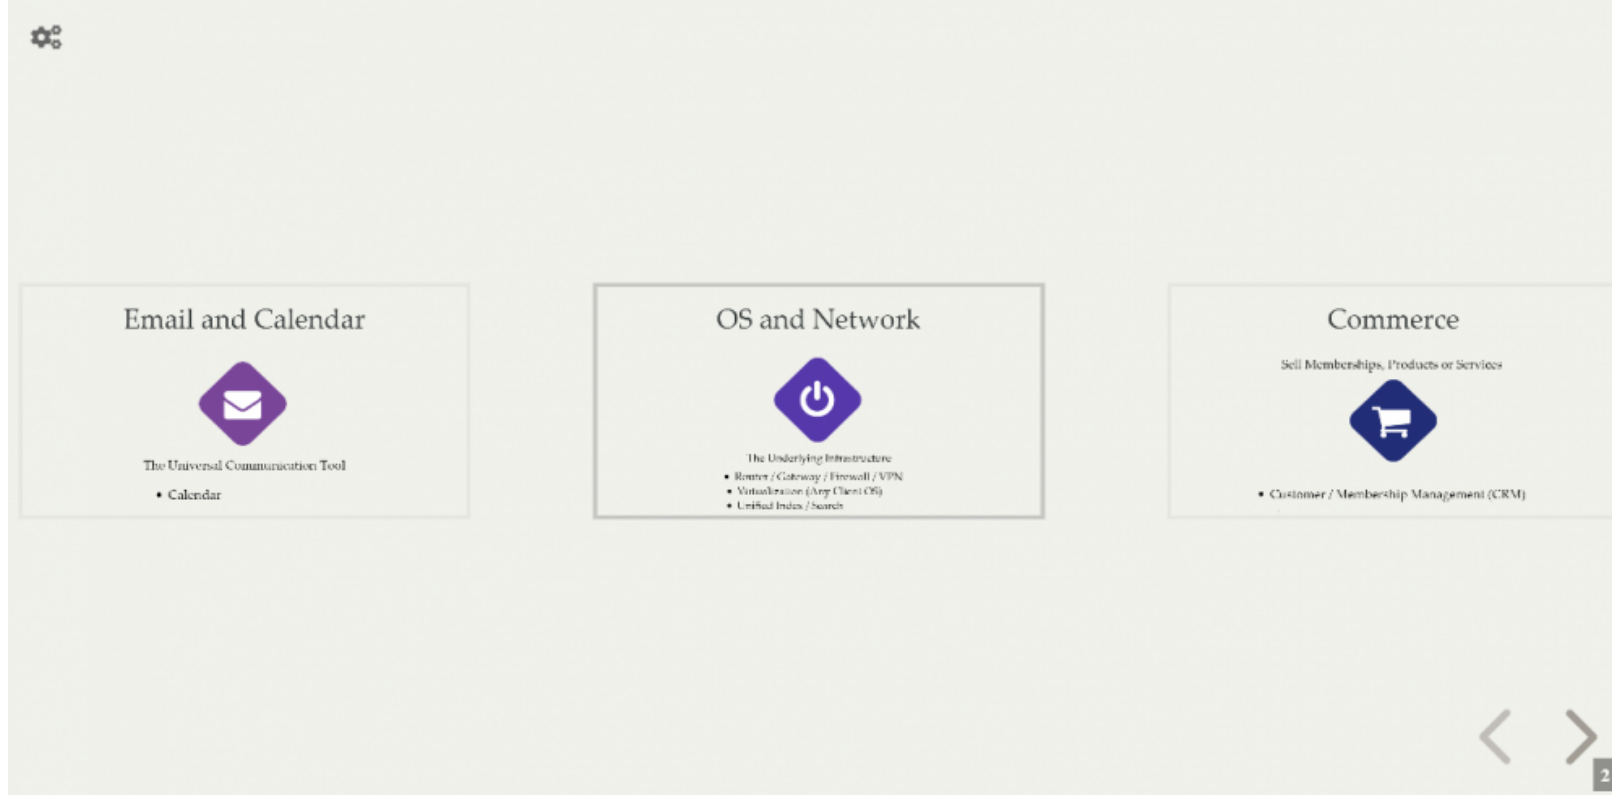 Email and Calendar
The Universal Communication Tool
• Calendar
OS and Network
The Underlying Infrastructure
• Router / Gateway / Firewall / VPN
• Virtualization (Any Client OS)
• Unified Index / Search
Commerce
Sell Memberships, Products or Services
• Customer / Membership Management (CRM)
2